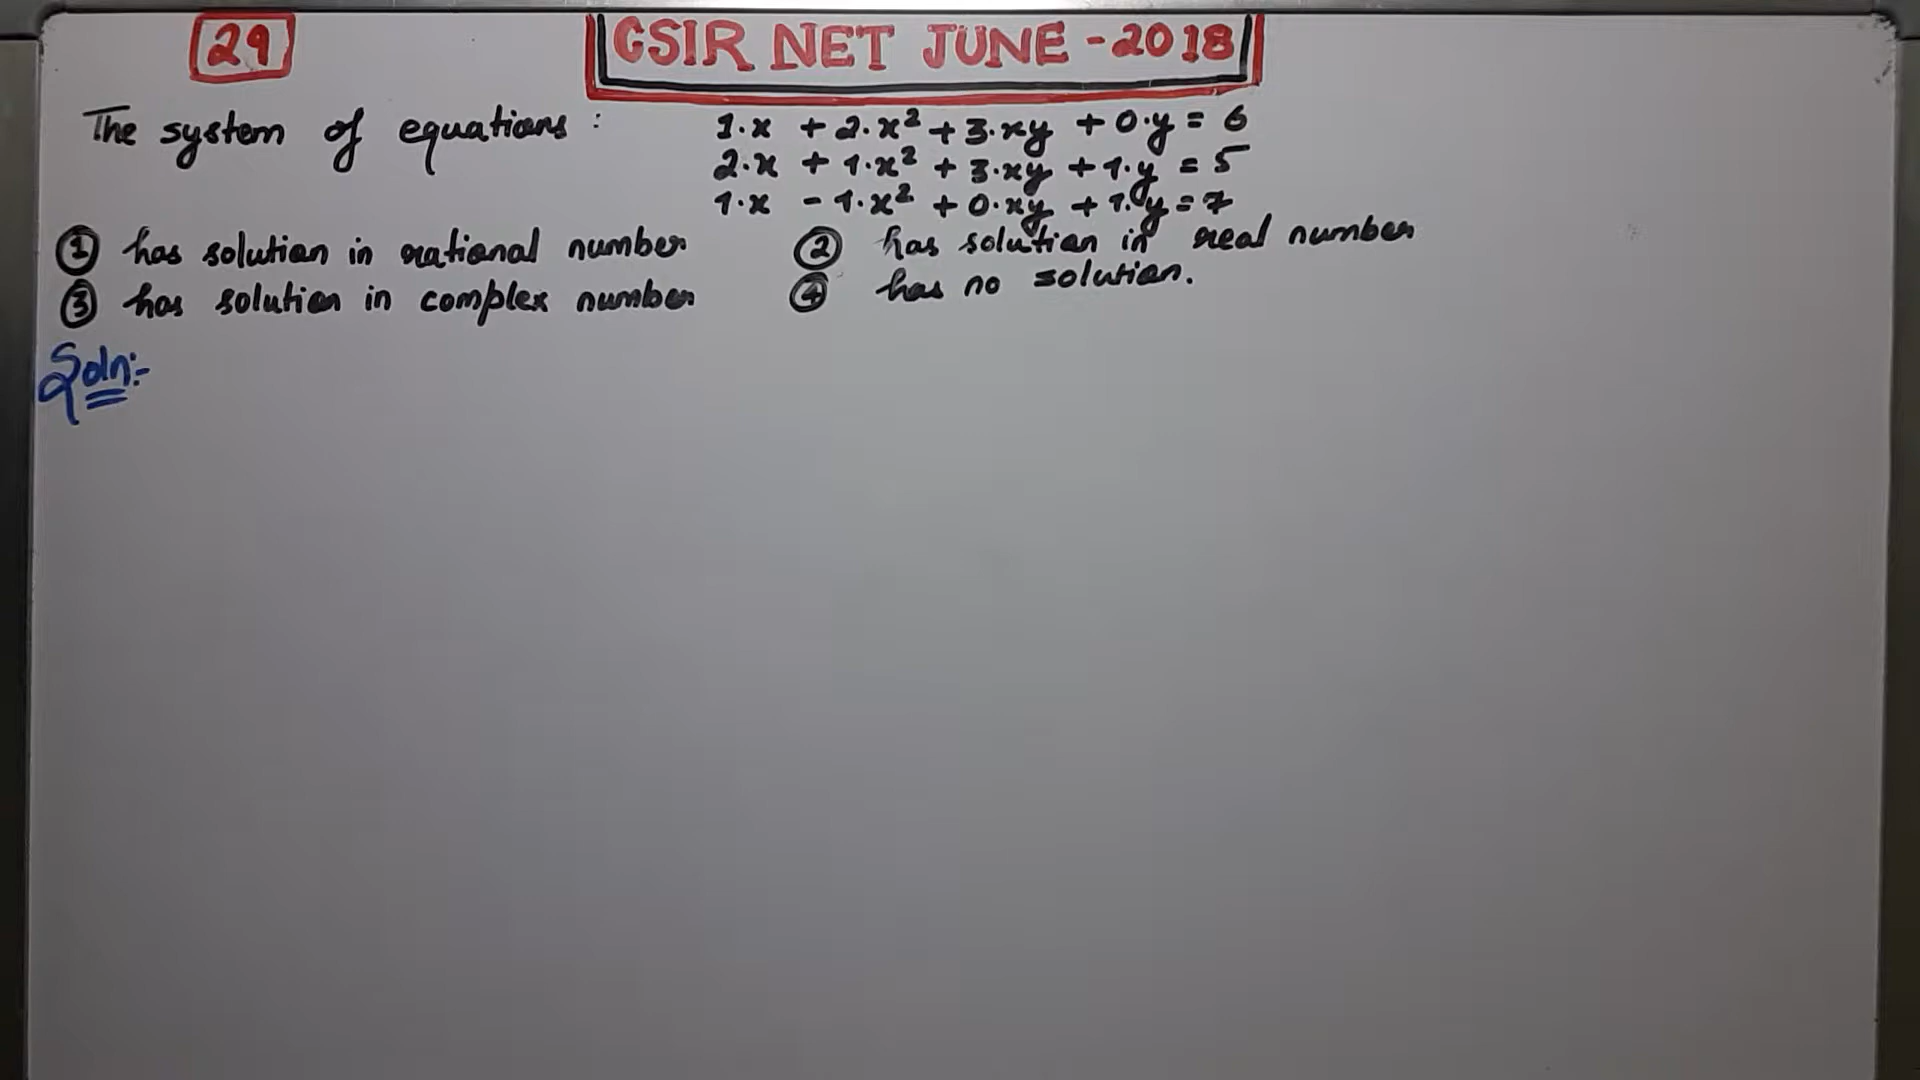 29
CSIR NET JUNE - 2018
The system of equations : 1·x + 2·x² + 3·xy + 0·y = 6
2·x + 1·x² + 3·xy + 1·y = 5
1·x - 1·x² + 0·xy + 1·y = 7
① has solution in rational number ② has solution in real number
③ has solution in complex number ④ has no solution.
Soln:-